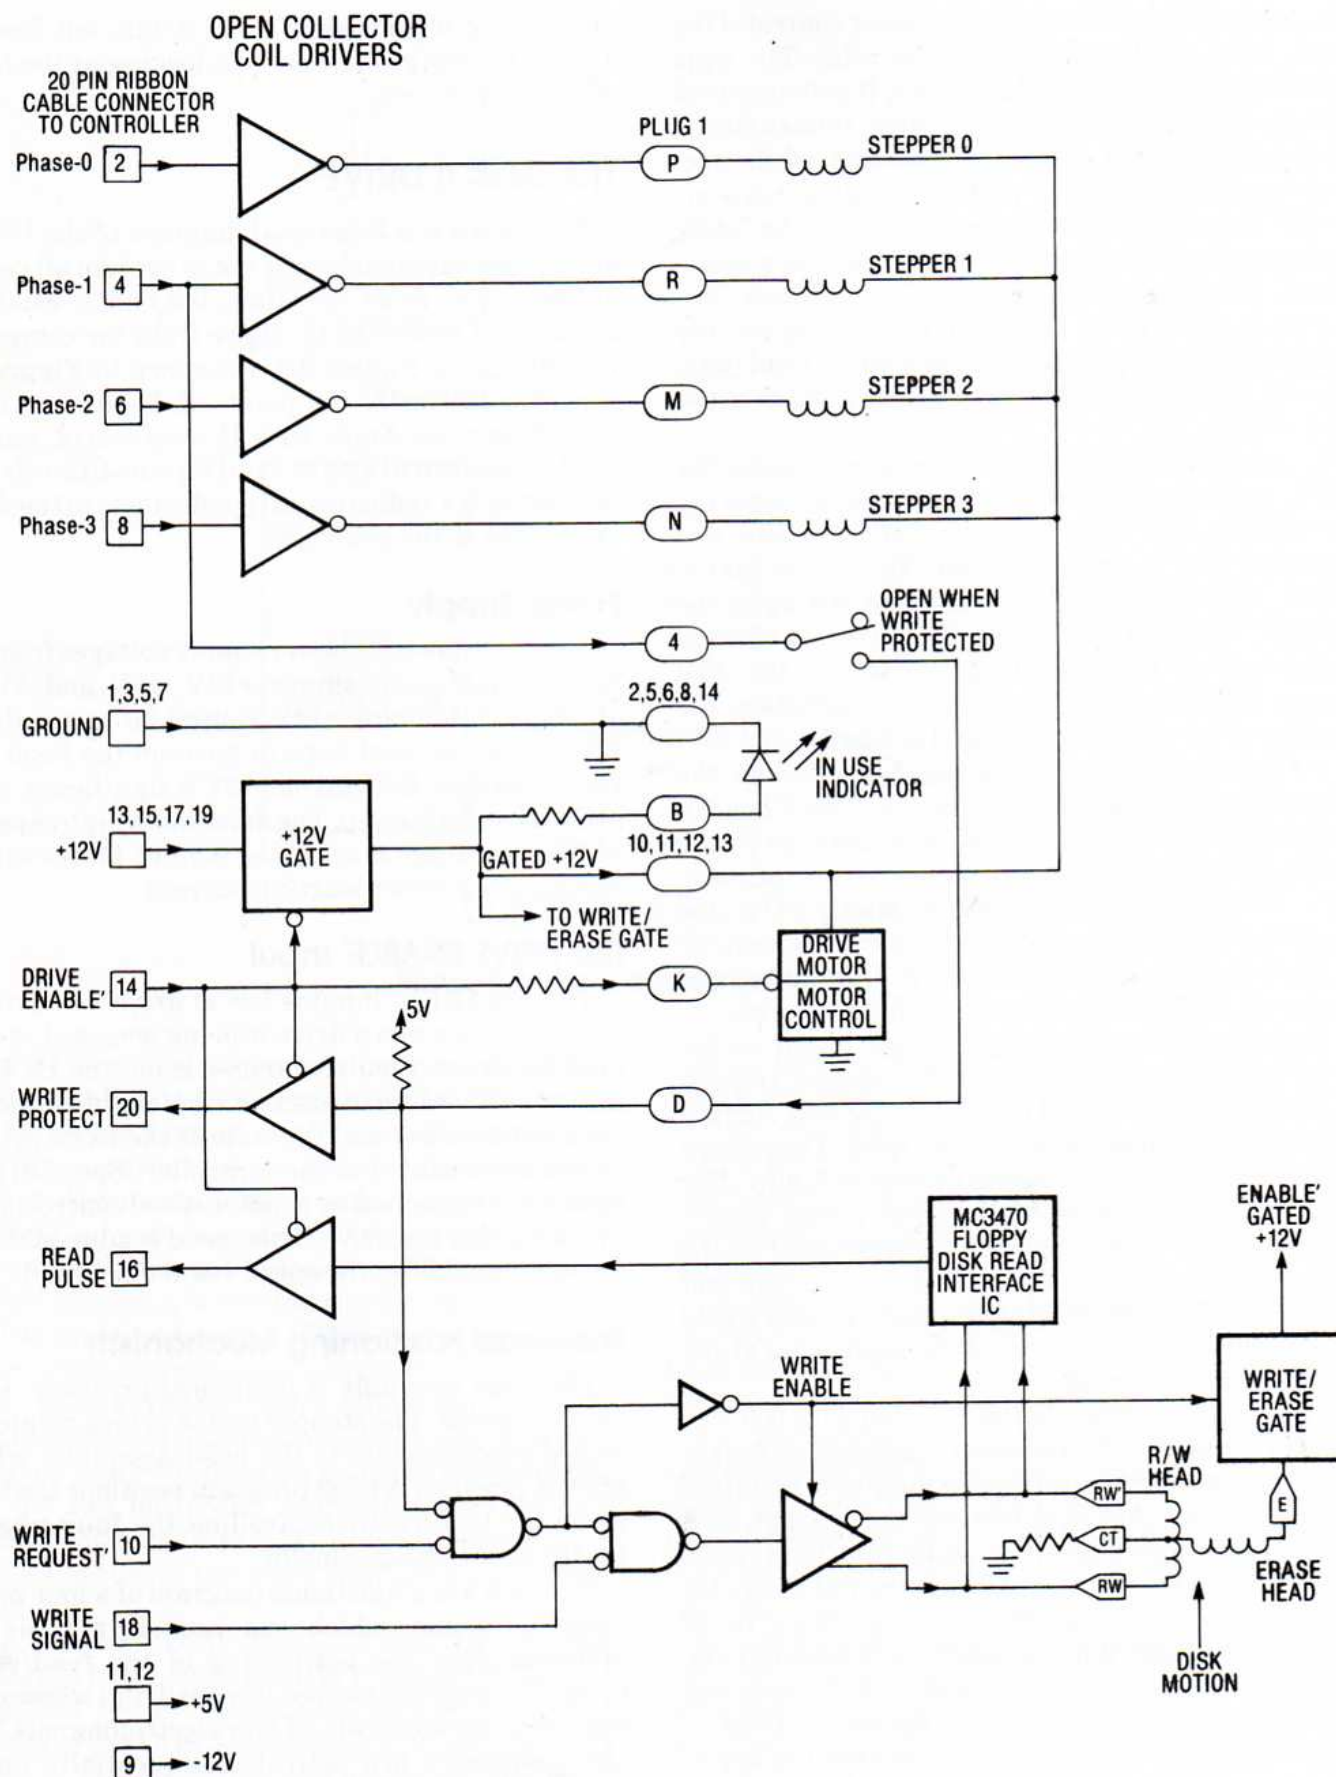 OPEN COLLECTOR
COIL DRIVERS
20 PIN RIBBON
CABLE CONNECTOR
TO CONTROLLER
Phase-0 2
PLUG 1
P
STEPPER 0
Phase-1 4
R
STEPPER 1
Phase-2 6
M
STEPPER 2
Phase-3 8
N
STEPPER 3
4
OPEN WHEN
WRITE
PROTECTED
1,3,5,7
GROUND
2,5,6,8,14
IN USE
INDICATOR
B
13,15,17,19
+12V
+12V
GATE
10,11,12,13
GATED +12V
TO WRITE/
ERASE GATE
DRIVE
MOTOR
MOTOR
CONTROL
DRIVE
ENABLE'
14
K
5V
WRITE
PROTECT
20
D
READ
PULSE
16
MC3470
FLOPPY
DISK READ
INTERFACE
IC
ENABLE'
GATED
+12V
WRITE
ENABLE
WRITE/
ERASE
GATE
R/W
HEAD
RW'
CT
RW
E
ERASE
HEAD
WRITE
REQUEST'
10
WRITE
SIGNAL
18
DISK
MOTION
11,12
+5V
9
-12V